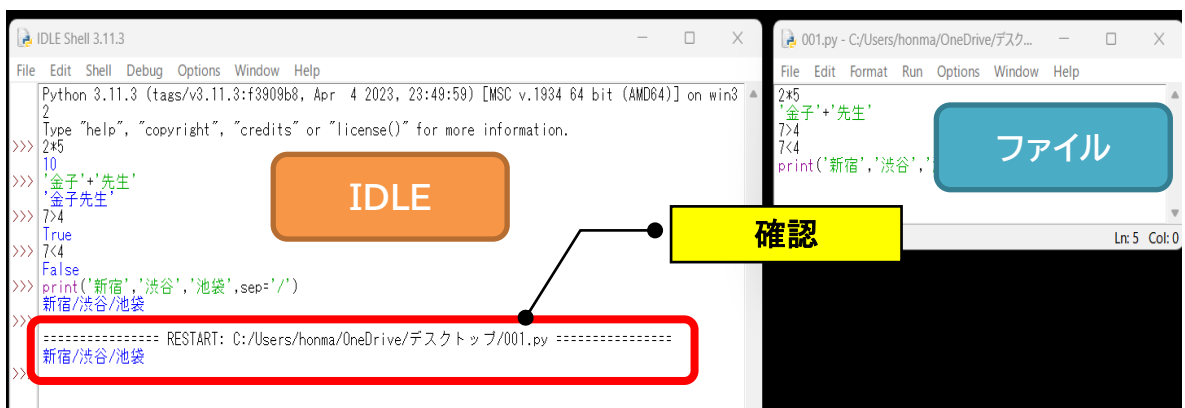 IDLE Shell 3.11.3
File Edit Shell Debug Options Window Help
Python 3.11.3 (tags/v3.11.3:f3909b8, Apr 4 2023, 23:49:59) [MSC v.1934 64 bit (AMD64)] on win3
2
Type "help", "copyright", "credits" or "license()" for more information.
>>> 2*5
10
>>> '金子'+'先生'
'金子先生'
>>> 7>4
True
>>> 7<4
False
>>> print('新宿','渋谷','池袋',sep='/')
新宿/渋谷/池袋
>>>
================ RESTART: C:/Users/honma/OneDrive/デスクトップ/001.py ================
新宿/渋谷/池袋
>>
IDLE
確認
001.py - C:/Users/honma/OneDrive/デスク...
File Edit Format Run Options Window Help
2*5
'金子'+'先生'
7>4
7<4
print('新宿','渋谷','
ファイル
Ln: 5 Col: 0